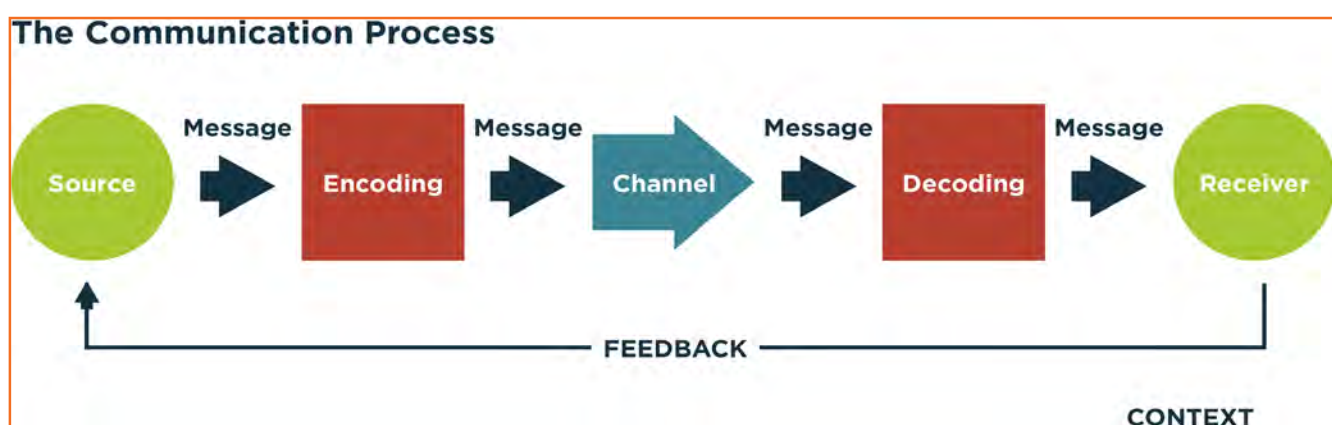 The Communication Process
Message Message Message Message
Source Encoding Channel Decoding Receiver
FEEDBACK
CONTEXT